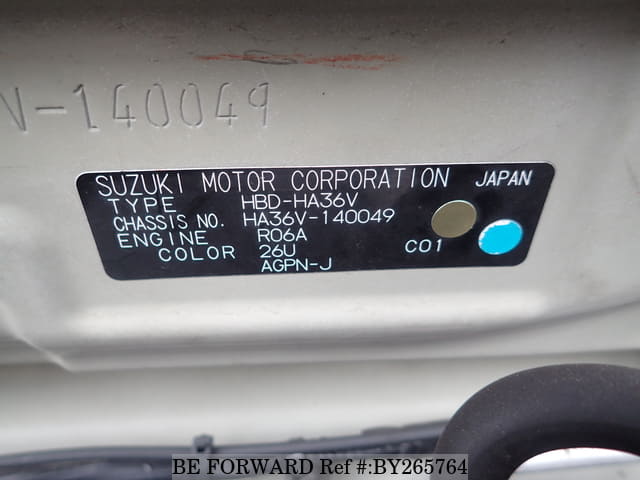 V-140049
SUZUKI MOTOR CORPORATION JAPAN
TYPE HBD-HA36V
CHASSIS NO. HA36V-140049
ENGINE R06A
COLOR 26U C01
AGPN-J
BE FORWARD Ref #:BY265764